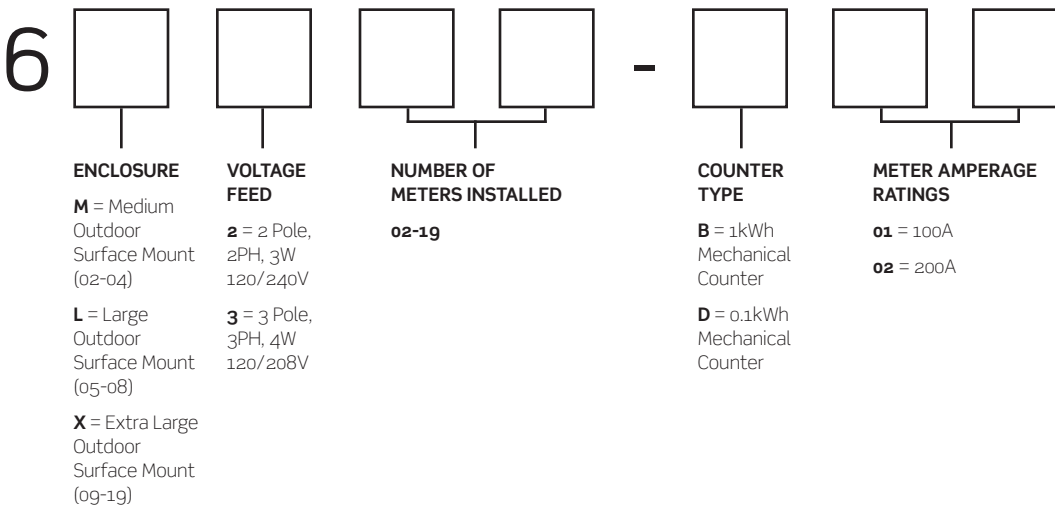 6 -
ENCLOSURE
M = Medium
Outdoor
Surface Mount
(02-04)
L = Large
Outdoor
Surface Mount
(05-08)
X = Extra Large
Outdoor
Surface Mount
(09-19)
VOLTAGE
FEED
2 = 2 Pole,
2PH, 3W
120/240V
3 = 3 Pole,
3PH, 4W
120/208V
NUMBER OF
METERS INSTALLED
02-19
COUNTER
TYPE
B = 1kWh
Mechanical
Counter
D = 0.1kWh
Mechanical
Counter
METER AMPERAGE
RATINGS
01 = 100A
02 = 200A